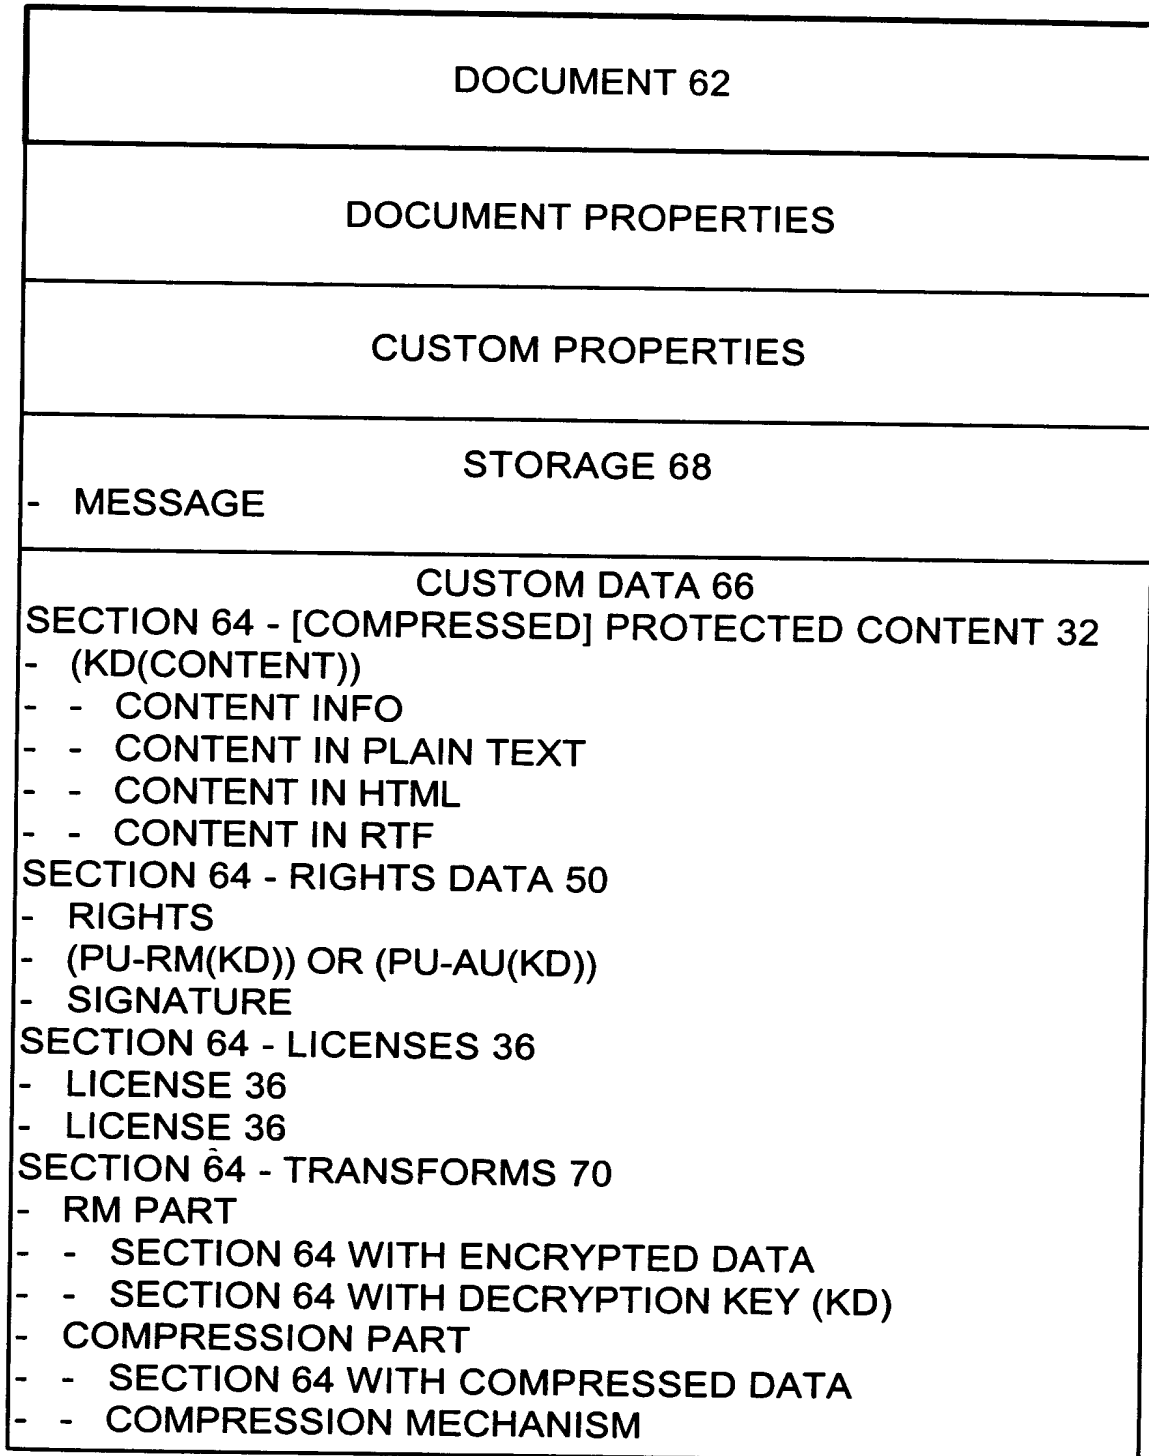 DOCUMENT 62
DOCUMENT PROPERTIES
CUSTOM PROPERTIES
STORAGE 68
- MESSAGE
CUSTOM DATA 66
SECTION 64 - [COMPRESSED] PROTECTED CONTENT 32
- (KD(CONTENT))
- - CONTENT INFO
- - CONTENT IN PLAIN TEXT
- - CONTENT IN HTML
- - CONTENT IN RTF
SECTION 64 - RIGHTS DATA 50
- RIGHTS
- (PU-RM(KD)) OR (PU-AU(KD))
- SIGNATURE
SECTION 64 - LICENSES 36
- LICENSE 36
- LICENSE 36
SECTION 64 - TRANSFORMS 70
- RM PART
- - SECTION 64 WITH ENCRYPTED DATA
- - SECTION 64 WITH DECRYPTION KEY (KD)
- COMPRESSION PART
- - SECTION 64 WITH COMPRESSED DATA
- - COMPRESSION MECHANISM